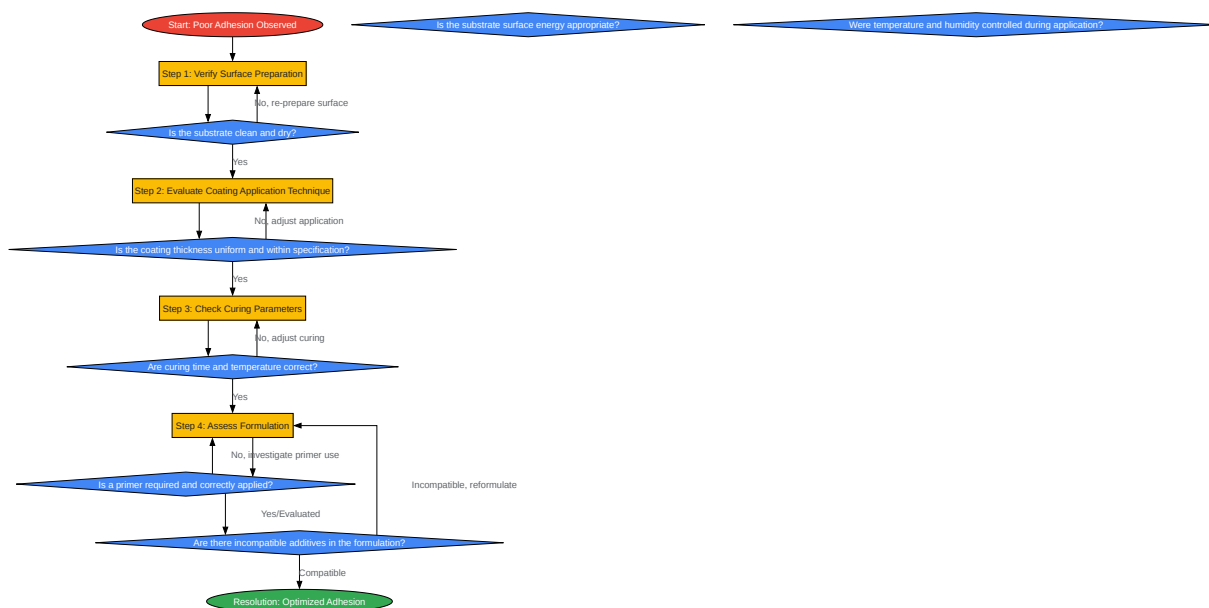 Start: Poor Adhesion Observed
Is the substrate surface energy appropriate?
Were temperature and humidity controlled during application?
Step 1: Verify Surface Preparation
No, re-prepare surface
Is the substrate clean and dry?
Yes
Step 2: Evaluate Coating Application Technique
No, adjust application
Is the coating thickness uniform and within specification?
Yes
Step 3: Check Curing Parameters
No, adjust curing
Are curing time and temperature correct?
Yes
Step 4: Assess Formulation
No, investigate primer use
Is a primer required and correctly applied?
Incompatible, reformulate
Yes/Evaluated
Are there incompatible additives in the formulation?
Compatible
Resolution: Optimized Adhesion